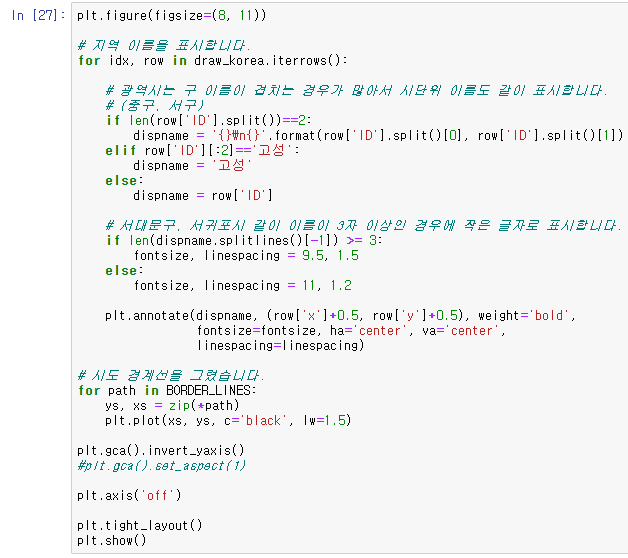 In [27]: plt.figure(figsize=(8, 11))
# 지역 이름을 표시합니다.
for idx, row in draw_korea.iterrows():
# 광역시는 구 이름이 겹치는 경우가 많아서 시단위 이름도 같이 표시합니다.
# (중구, 서구)
if len(row['ID'].split())==2:
dispname = '{}₩n{}'.format(row['ID'].split()[0], row['ID'].split()[1])
elif row['ID'][:2]=='고성':
dispname = '고성'
else:
dispname = row['ID']
# 서대문구, 서귀포시 같이 이름이 3자 이상인 경우에 작은 글자로 표시합니다.
if len(dispname.splitlines()[-1]) >= 3:
fontsize, linespacing = 9.5, 1.5
else:
fontsize, linespacing = 11, 1.2
plt.annotate(dispname, (row['x']+0.5, row['y']+0.5), weight='bold',
fontsize=fontsize, ha='center', va='center',
linespacing=linespacing)
# 시도 경계선을 그렸습니다.
for path in BORDER_LINES:
ys, xs = zip(*path)
plt.plot(xs, ys, c='black', lw=1.5)
plt.gca().invert_yaxis()
#plt.gca().set_aspect(1)
plt.axis('off')
plt.tight_layout()
plt.show()